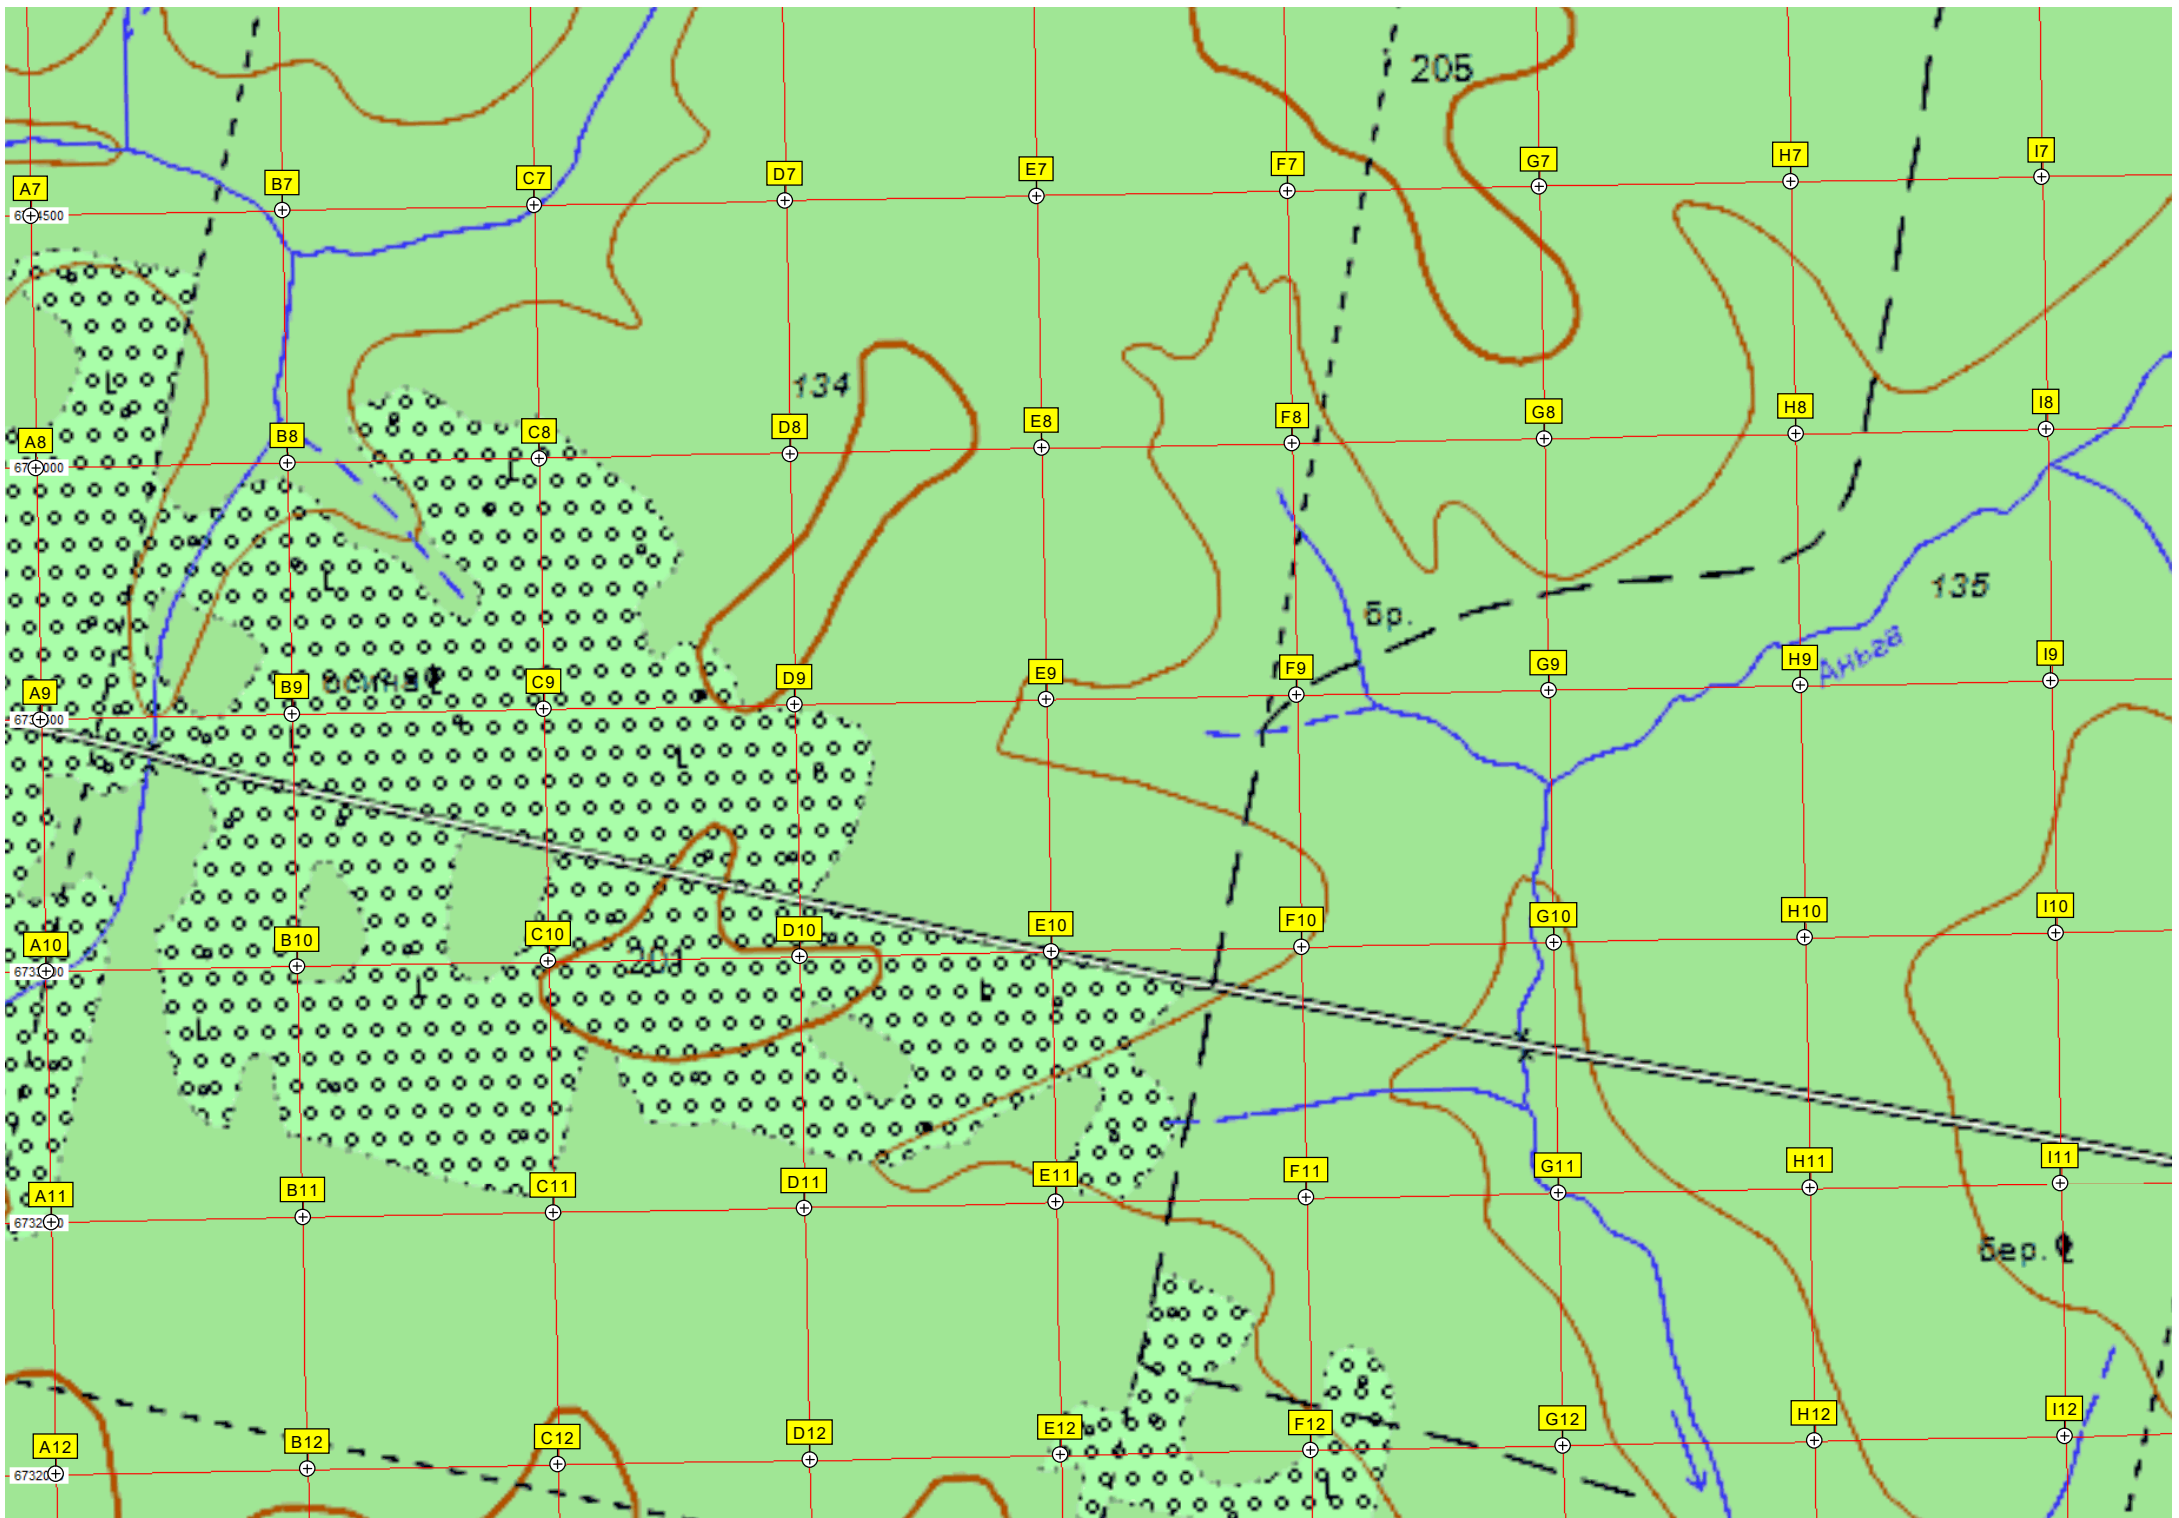 205
A7 B7 C7 D7 E7 F7 G7 H7 I7
134
A8 B8 C8 D8 E8 F8 G8 H8 I8
135
бр.
Аньга
A9 B9 C9 D9 E9 F9 G9 H9 I9
осина
A10 B10 C10 D10 E10 F10 G10 H10 I10
201
A11 B11 C11 D11 E11 F11 G11 H11 I11
бер.
A12 B12 C12 D12 E12 F12 G12 H12 I12